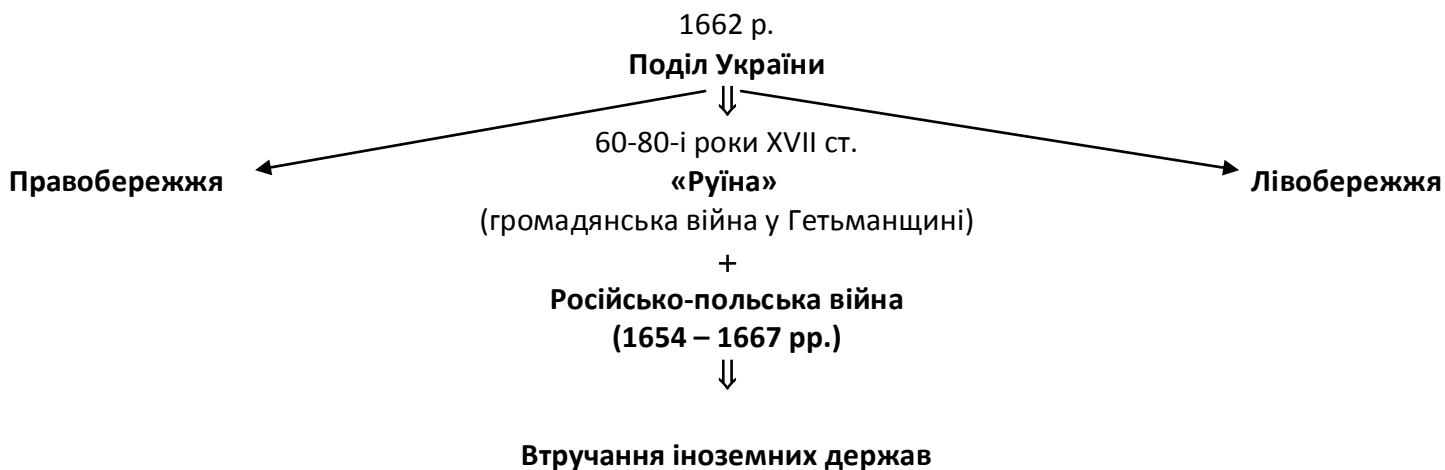 1662 р.
Поділ України
⇓
60-80-і роки XVII ст.
Правобережжя «Руїна» Лівобережжя
(громадянська війна у Гетьманщині)
+
Російсько-польська війна
(1654 – 1667 рр.)
⇓
Втручання іноземних держав